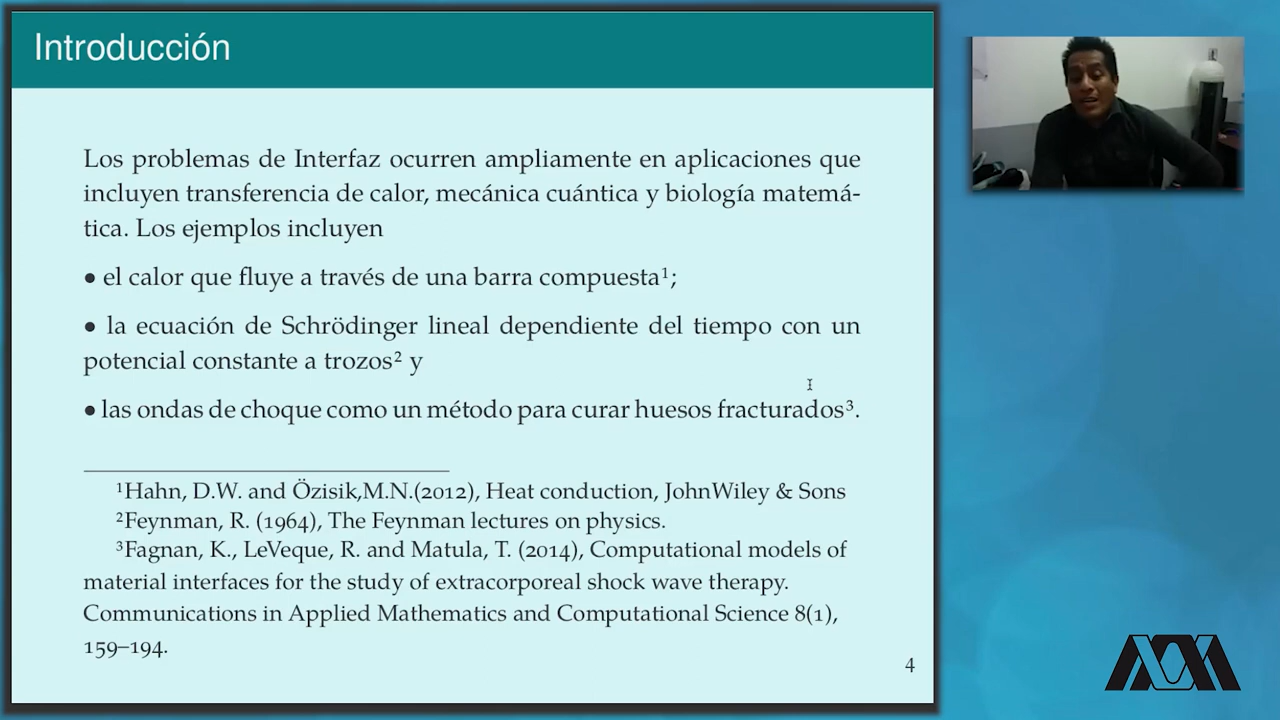 Introducción
Los problemas de Interfaz ocurren ampliamente en aplicaciones que
incluyen transferencia de calor, mecánica cuántica y biología matemá-
tica. Los ejemplos incluyen
• el calor que fluye a través de una barra compuesta¹;
• la ecuación de Schrödinger lineal dependiente del tiempo con un
potencial constante a trozos² y
• las ondas de choque como un método para curar huesos fracturados³.
¹Hahn, D.W. and Özisik,M.N.(2012), Heat conduction, JohnWiley & Sons
²Feynman, R. (1964), The Feynman lectures on physics.
³Fagnan, K., LeVeque, R. and Matula, T. (2014), Computational models of
material interfaces for the study of extracorporeal shock wave therapy.
Communications in Applied Mathematics and Computational Science 8(1),
159–194.
4